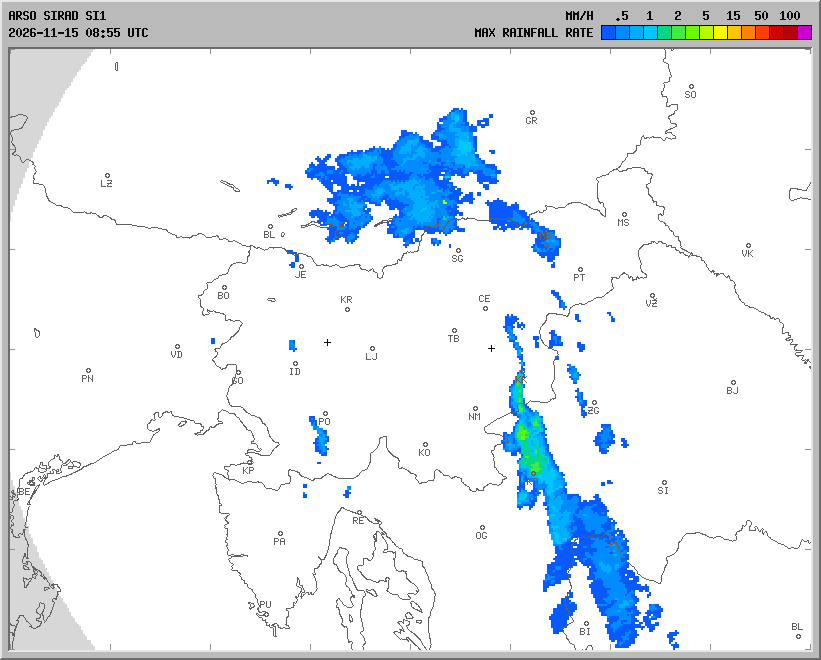 ARSO SIRAD SI1
2026-11-15 08:55 UTC
MM/H .5 1 2 5 15 50 100
MAX RAINFALL RATE
SO
GR
LZ
MS
BL
VK
SG
JE
PT
BO
KR
CE
VŽ
TB
VD
LJ
ID
PN
GO
BJ
NM
ZG
PO
KO
KP
BE
SI
RE
OG
PA
PU
BI
BL